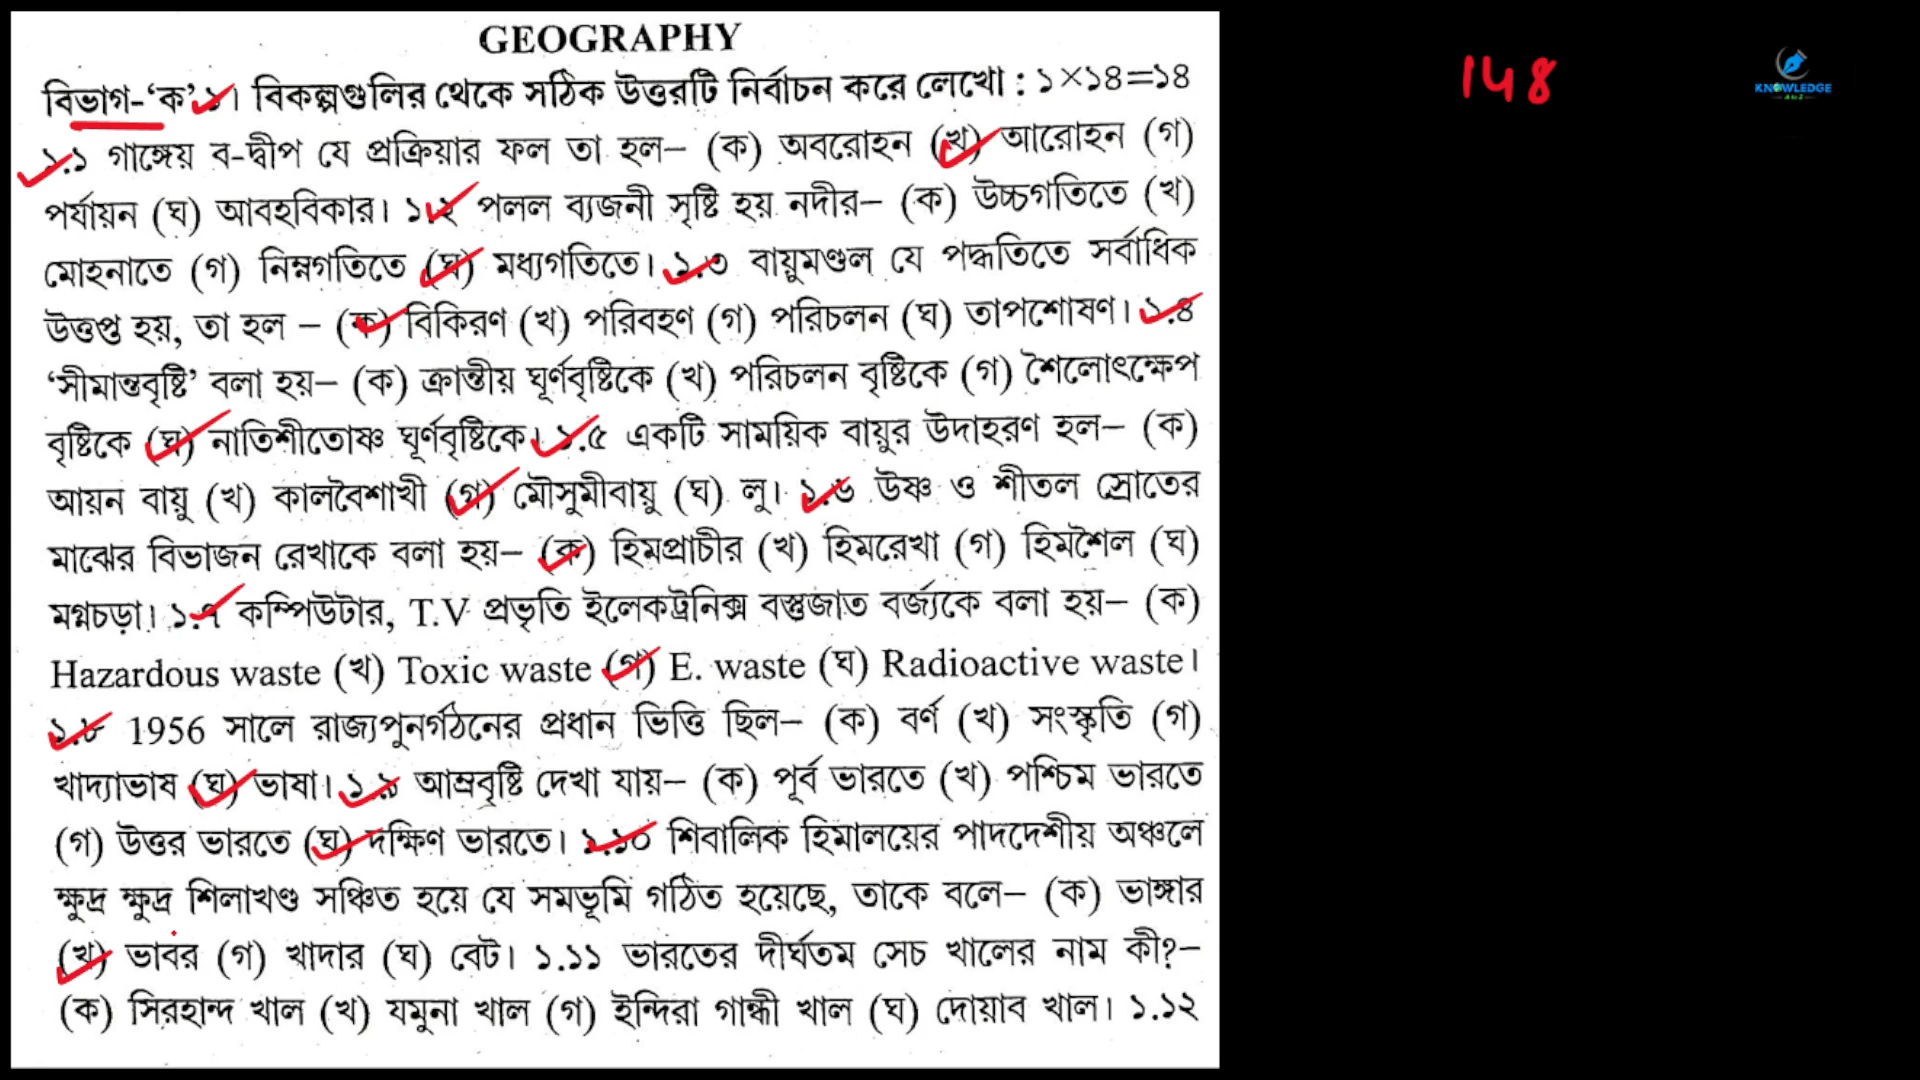 GEOGRAPHY
148
KNOWLEDGE
বিভাগ-‘ক’ ১। বিকল্পগুলির থেকে সঠিক উত্তরটি নির্বাচন করে লেখো : ১×১৪=১৪
১.১ গাঙ্গেয় ব-দ্বীপ যে প্রক্রিয়ার ফল তা হল– (ক) অবরোহন (খ) আরোহন (গ)
পর্যায়ন (ঘ) আবহবিকার। ১.২ পলল ব্যজনী সৃষ্টি হয় নদীর– (ক) উচ্চগতিতে (খ)
মোহনাতে (গ) নিম্নগতিতে (ঘ) মধ্যগতিতে। ১.৩ বায়ুমণ্ডল যে পদ্ধতিতে সর্বাধিক
উত্তপ্ত হয়, তা হল – (ক) বিকিরণ (খ) পরিবহণ (গ) পরিচলন (ঘ) তাপশোষণ। ১.৪
‘সীমান্তবৃষ্টি’ বলা হয়– (ক) ক্রান্তীয় ঘূর্ণবৃষ্টিকে (খ) পরিচলন বৃষ্টিকে (গ) শৈলোৎক্ষেপ
বৃষ্টিকে (ঘ) নাতিশীতোষ্ণ ঘূর্ণবৃষ্টিকে। ১.৫ একটি সাময়িক বায়ুর উদাহরণ হল– (ক)
আয়ন বায়ু (খ) কালবৈশাখী (গ) মৌসুমীবায়ু (ঘ) লু। ১.৬ উষ্ণ ও শীতল স্রোতের
মাঝের বিভাজন রেখাকে বলা হয়– (ক) হিমপ্রাচীর (খ) হিমরেখা (গ) হিমশৈল (ঘ)
মগ্নচড়া। ১.৭ কম্পিউটার, T.V প্রভৃতি ইলেকট্রনিক্স বস্তুজাত বর্জ্যকে বলা হয়– (ক)
Hazardous waste (খ) Toxic waste (গ) E. waste (ঘ) Radioactive waste।
১.৮ 1956 সালে রাজ্যপুনর্গঠনের প্রধান ভিত্তি ছিল– (ক) বর্ণ (খ) সংস্কৃতি (গ)
খাদ্যাভাষ (ঘ) ভাষা। ১.৯ আম্রবৃষ্টি দেখা যায়– (ক) পূর্ব ভারতে (খ) পশ্চিম ভারতে
(গ) উত্তর ভারতে (ঘ) দক্ষিণ ভারতে। ১.১০ শিবালিক হিমালয়ের পাদদেশীয় অঞ্চলে
ক্ষুদ্র ক্ষুদ্র শিলাখণ্ড সঞ্চিত হয়ে যে সমভূমি গঠিত হয়েছে, তাকে বলে– (ক) ভাঙ্গার
(খ) ভাবর (গ) খাদার (ঘ) বেট। ১.১১ ভারতের দীর্ঘতম সেচ খালের নাম কী?–
(ক) সিরহান্দ খাল (খ) যমুনা খাল (গ) ইন্দিরা গান্ধী খাল (ঘ) দোয়াব খাল। ১.১২